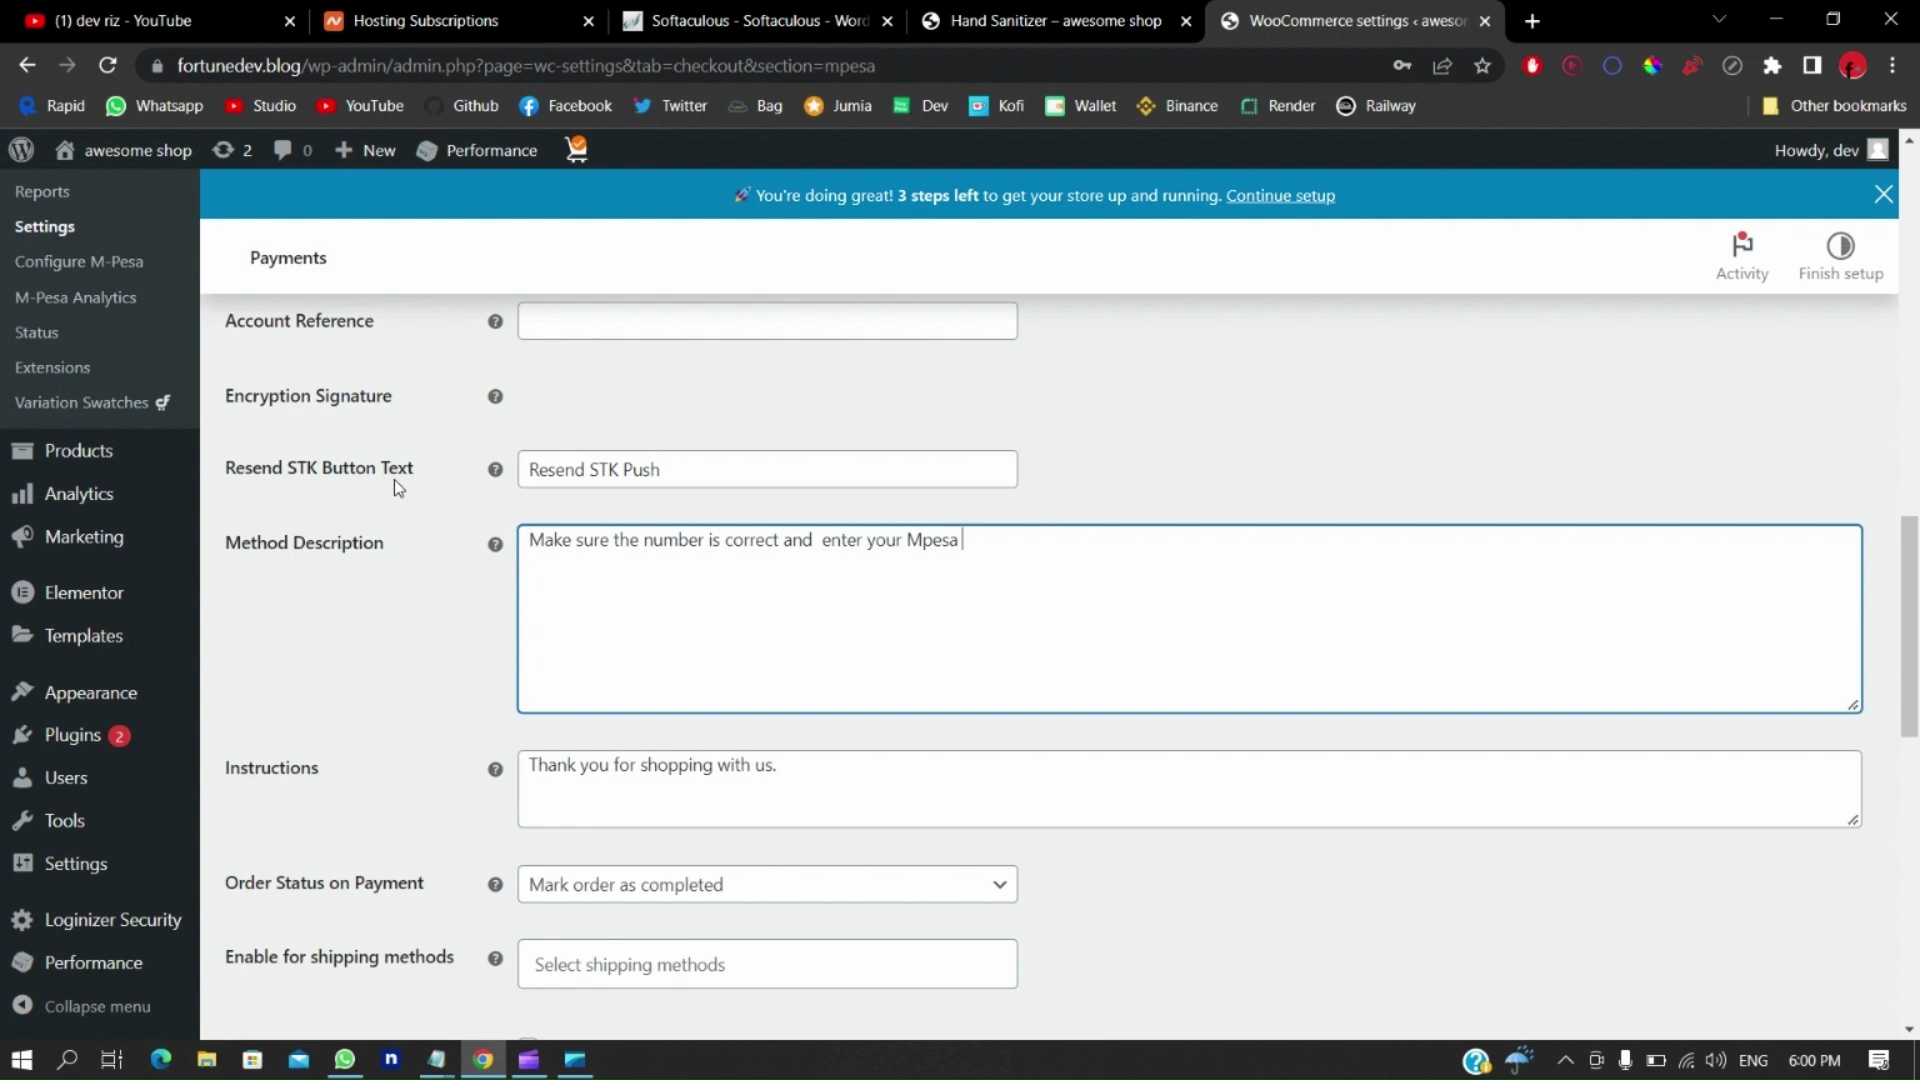 (1) dev riz - YouTube
Hosting Subscriptions
Softaculous - Softaculous - Word
Hand Sanitizer – awesome shop
WooCommerce settings ‹ aweso
fortunedev.blog/wp-admin/admin.php?page=wc-settings&tab=checkout&section=mpesa
Rapid
Whatsapp
Studio
YouTube
Github
Facebook
Twitter
Bag
Jumia
Dev
Kofi
Wallet
Binance
Render
Railway
Other bookmarks
awesome shop
2
0
New
Performance
Howdy, dev
Reports
Settings
Configure M-Pesa
M-Pesa Analytics
Status
Extensions
Variation Swatches
Products
Analytics
Marketing
Elementor
Templates
Appearance
Plugins 2
Users
Tools
Settings
Loginizer Security
Performance
Collapse menu
You're doing great! 3 steps left to get your store up and running. Continue setup
Payments
Activity
Finish setup
Account Reference
Encryption Signature
Resend STK Button Text
Resend STK Push
Method Description
Make sure the number is correct and  enter your Mpesa
Instructions
Thank you for shopping with us.
Order Status on Payment
Mark order as completed
Enable for shipping methods
Select shipping methods
ENG
6:00 PM